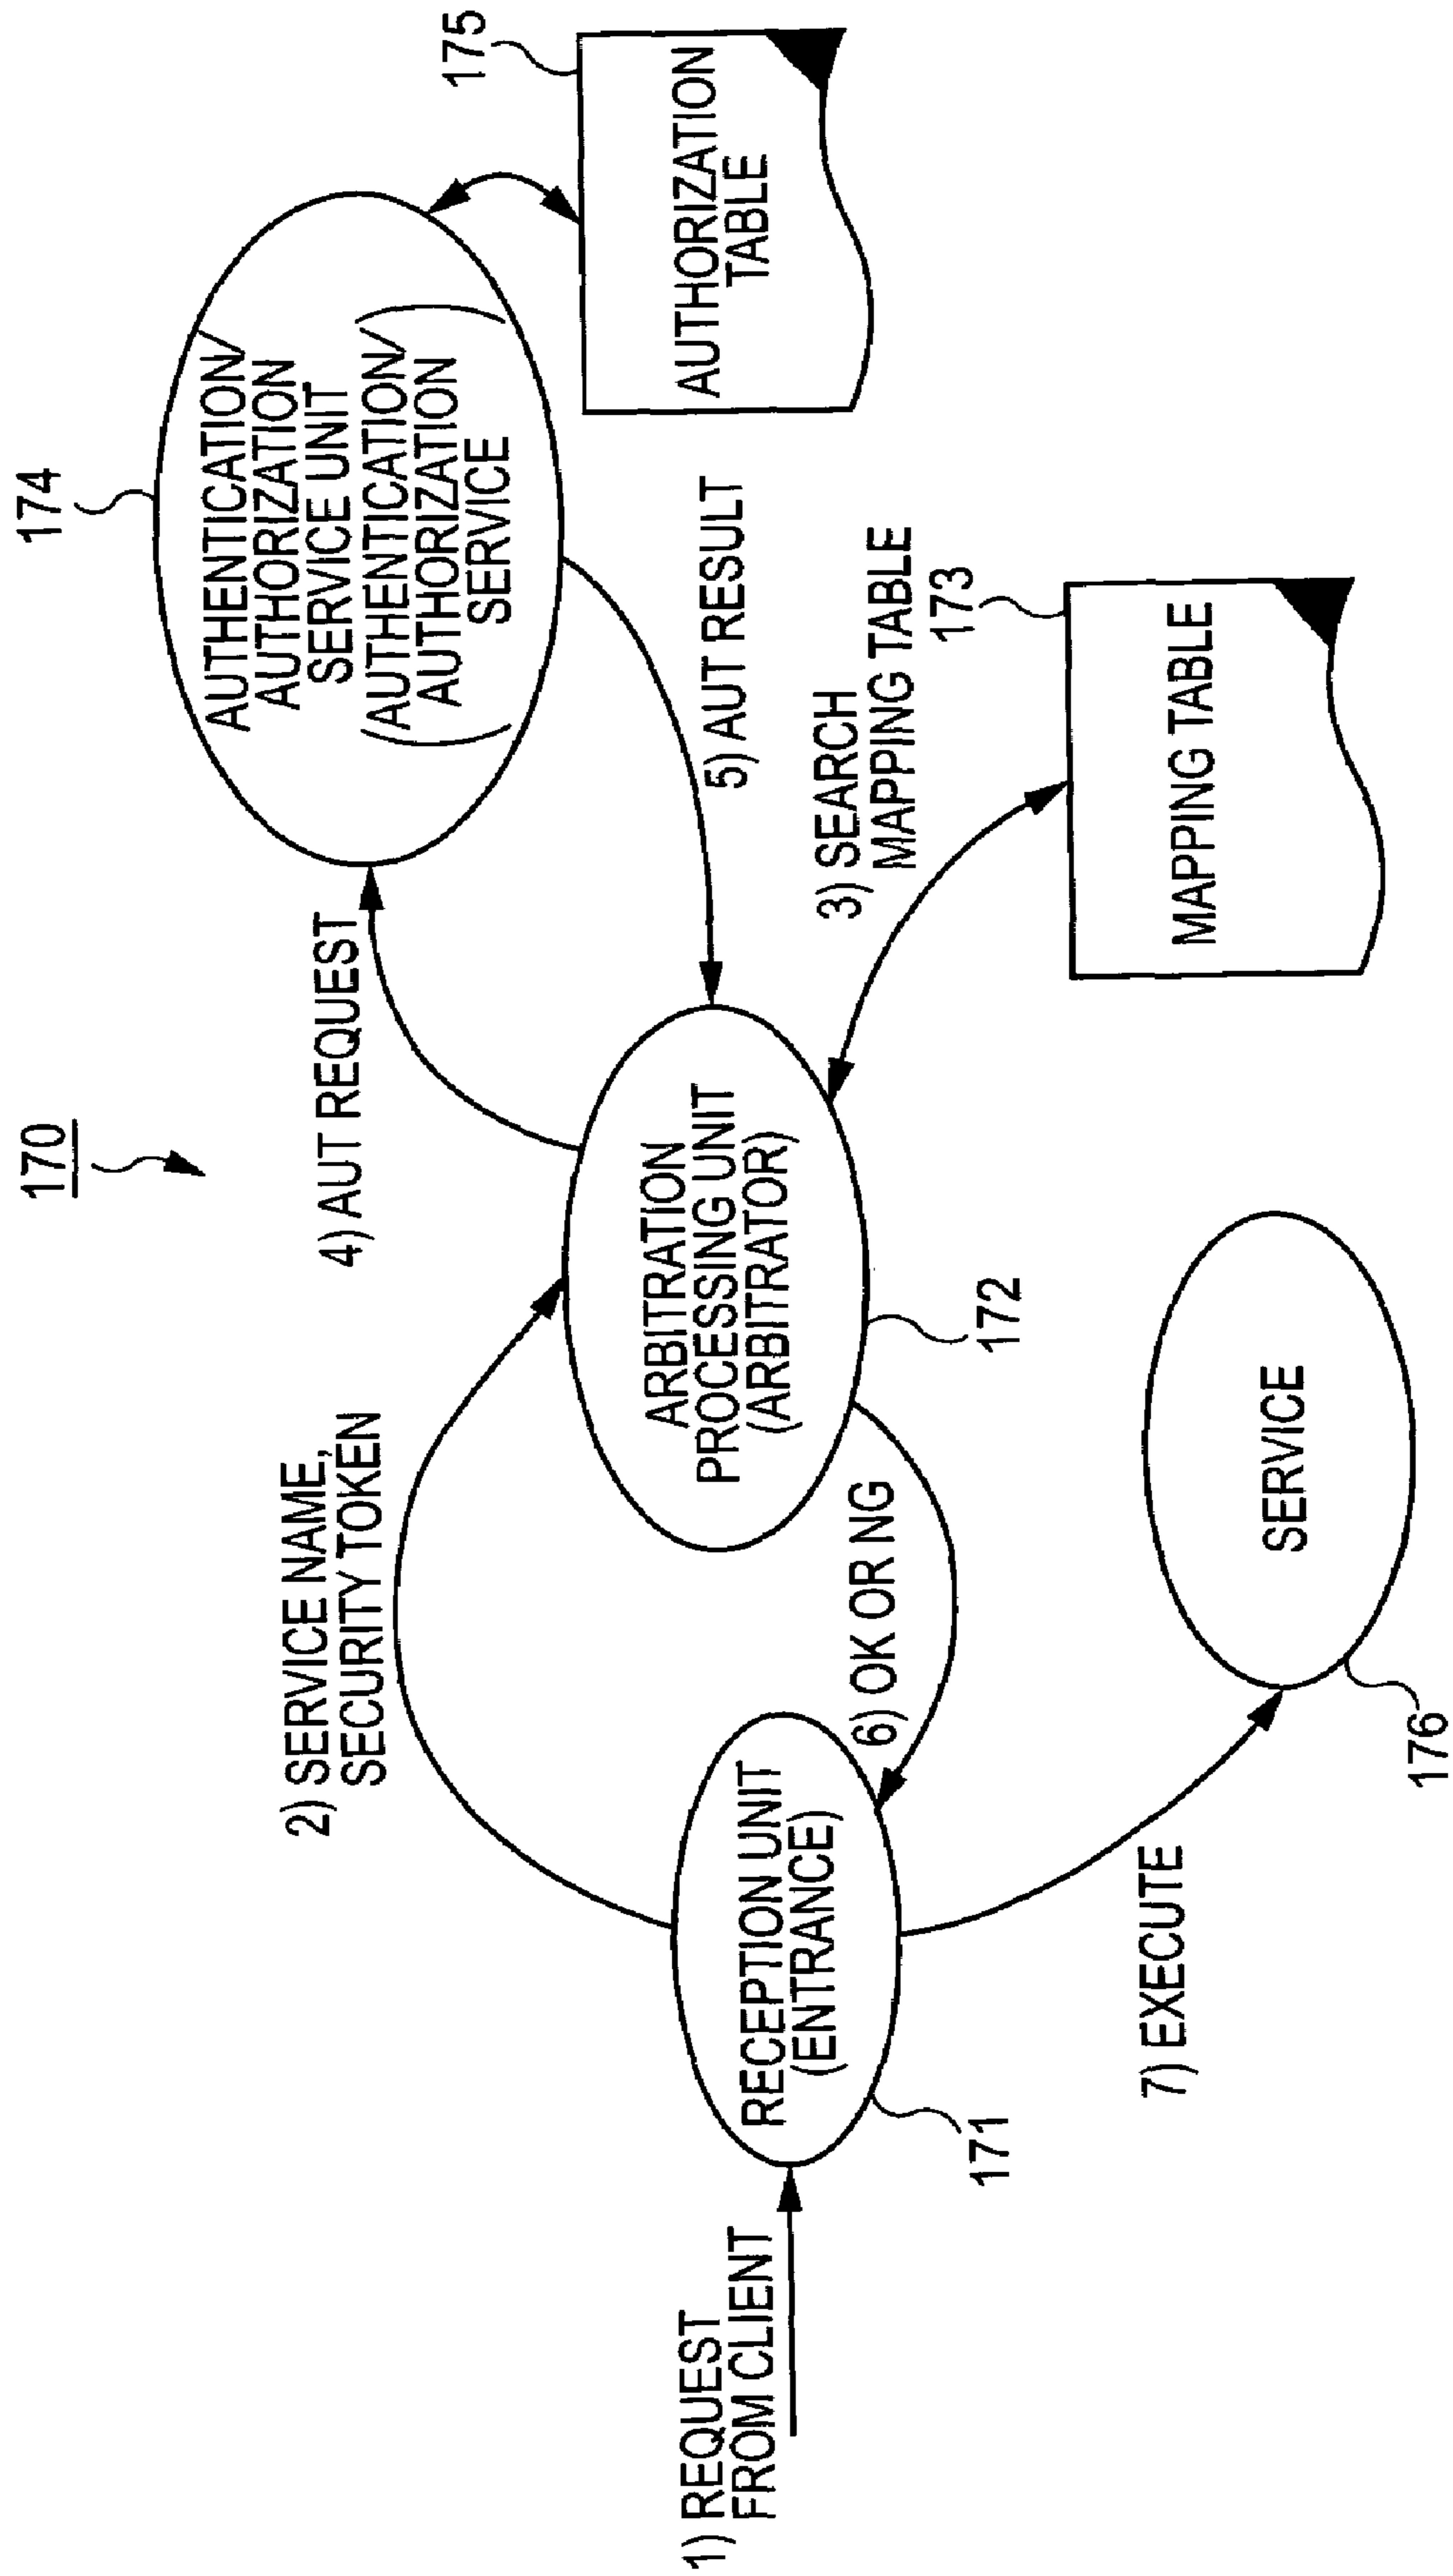 170
174
AUTHENTICATION/
AUTHORIZATION
SERVICE UNIT
(AUTHENTICATION/
AUTHORIZATION
SERVICE)
175
AUTHORIZATION
TABLE
4) AUT REQUEST
5) AUT RESULT
2) SERVICE NAME,
SECURITY TOKEN
ARBITRATION
PROCESSING UNIT
(ARBITRATOR)
172
3) SEARCH
MAPPING TABLE
173
MAPPING TABLE
1) REQUEST
FROM CLIENT
RECEPTION UNIT
(ENTRANCE)
171
6) OK OR NG
7) EXECUTE
SERVICE
176